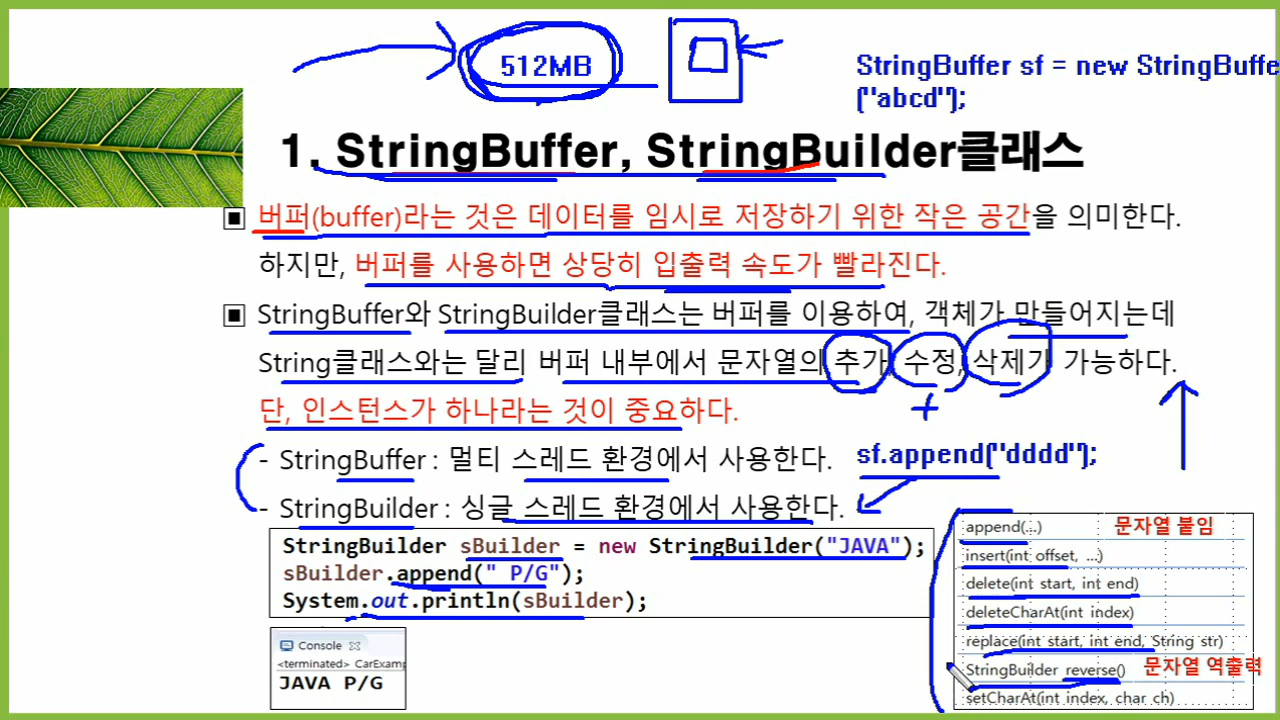 512MB
StringBuffer sf = new StringBuffe
("abcd");
1. StringBuffer, StringBuilder클래스
버퍼(buffer)라는 것은 데이터를 임시로 저장하기 위한 작은 공간을 의미한다.
하지만, 버퍼를 사용하면 상당히 입출력 속도가 빨라진다.
StringBuffer와 StringBuilder클래스는 버퍼를 이용하여, 객체가 만들어지는데
String클래스와는 달리 버퍼 내부에서 문자열의 추가, 수정, 삭제가 가능하다.
단, 인스턴스가 하나라는 것이 중요하다.
- StringBuffer : 멀티 스레드 환경에서 사용한다.
sf.append("dddd");
- StringBuilder : 싱글 스레드 환경에서 사용한다.
StringBuilder sBuilder = new StringBuilder("JAVA");
sBuilder.append(" P/G");
System.out.println(sBuilder);
Console
<terminated> CarExamp
JAVA P/G
append(...) 문자열 붙임
insert(int offset, ...)
delete(int start, int end)
deleteCharAt(int index)
replace(int start, int end, String str)
StringBuilder reverse() 문자열 역출력
setCharAt(int index, char ch)